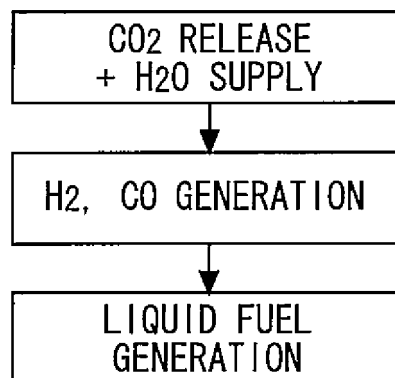 CO2 RELEASE
+ H2O SUPPLY
H2, CO GENERATION
LIQUID FUEL
GENERATION